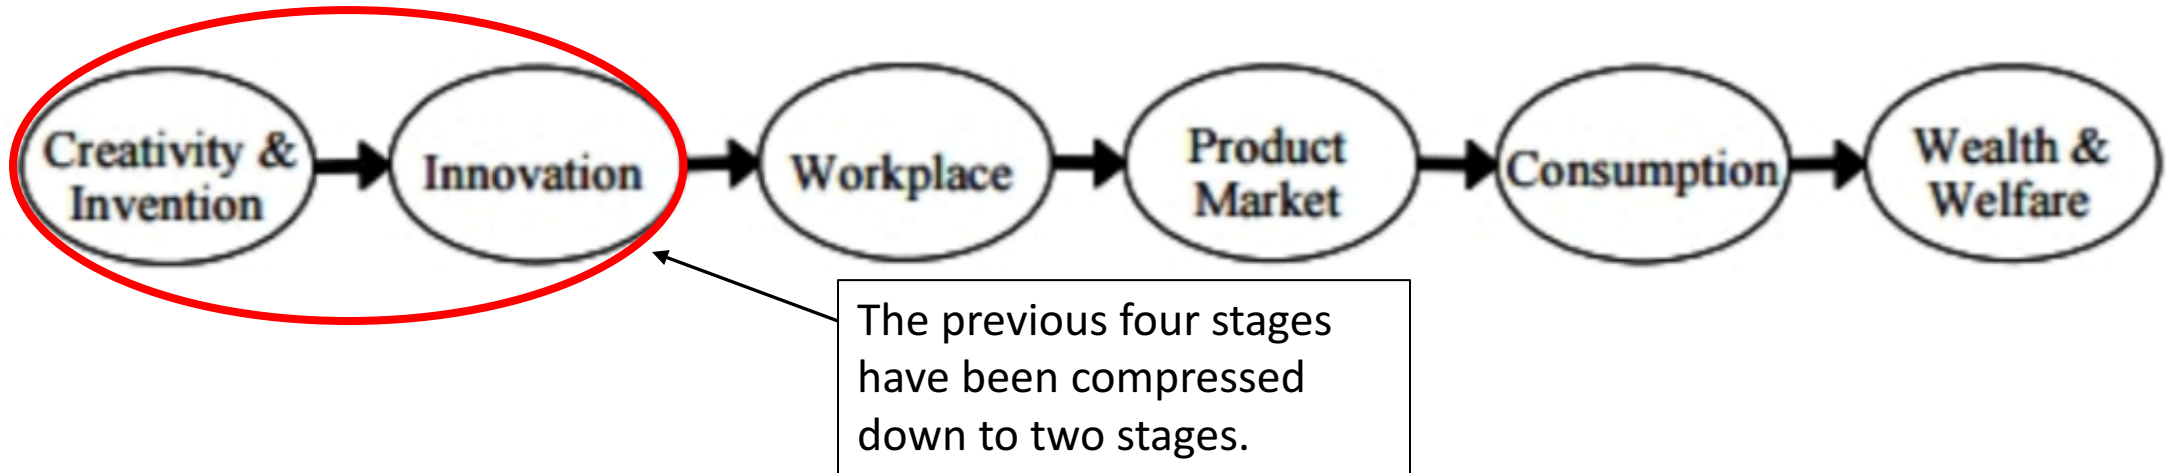 Creativity &
Invention
Innovation
Workplace
Product
Market
Consumption
Wealth &
Welfare
The previous four stages
have been compressed
down to two stages.